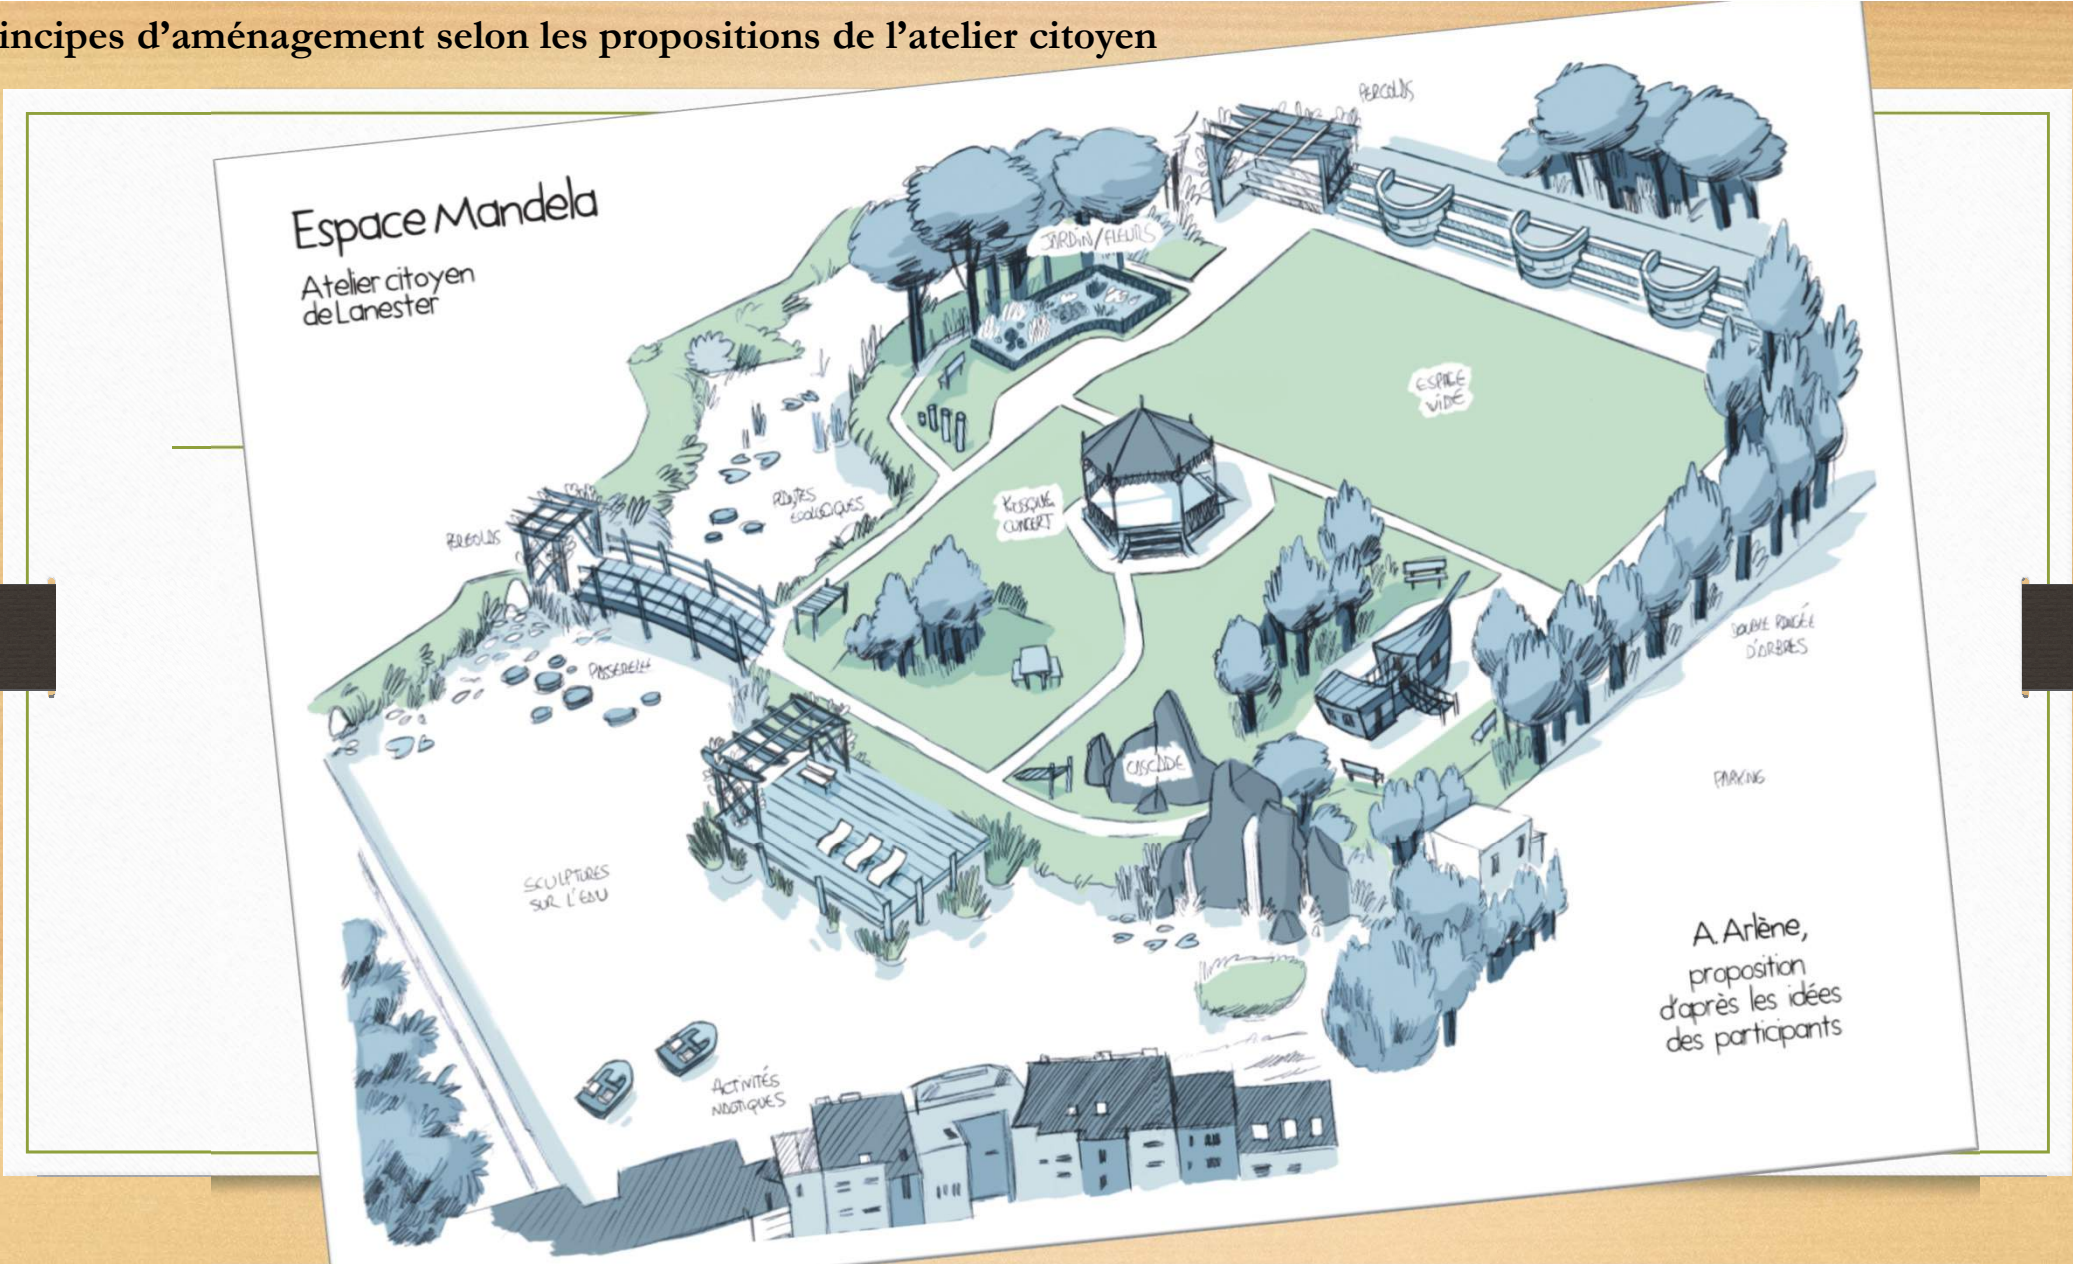 incipes d’aménagement selon les propositions de l’atelier citoyen
Espace Mandela
Atelier citoyen
de Lanester
PERGOLAS
JARDIN/FLEURS
ESPACE
VIDE
PLANTES
ECOLOGIQUES
KIOSQUE
CONCERT
PERGOLAS
PASSERELLE
DOUBLE RANGÉE
D'ARBRES
CASCADE
PARKING
SCULPTURES
SUR L'EAU
A. Arlène,
proposition
d'après les idées
des participants
ACTIVITÉS
NAUTIQUES